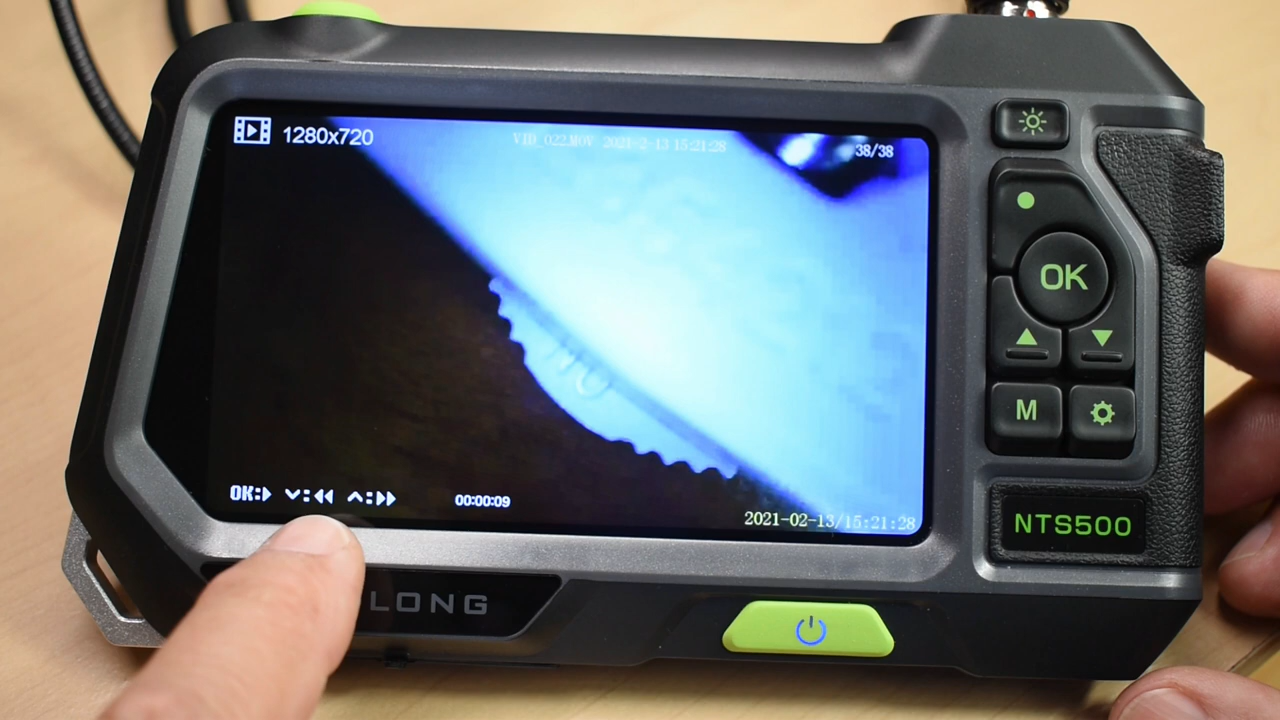 1280x720
VID_022.MOV 2021-2-13 15:21:28
38/38
OK:
00:00:09
2021-02-13/15:21:28
OK
M
NTS500
LONG